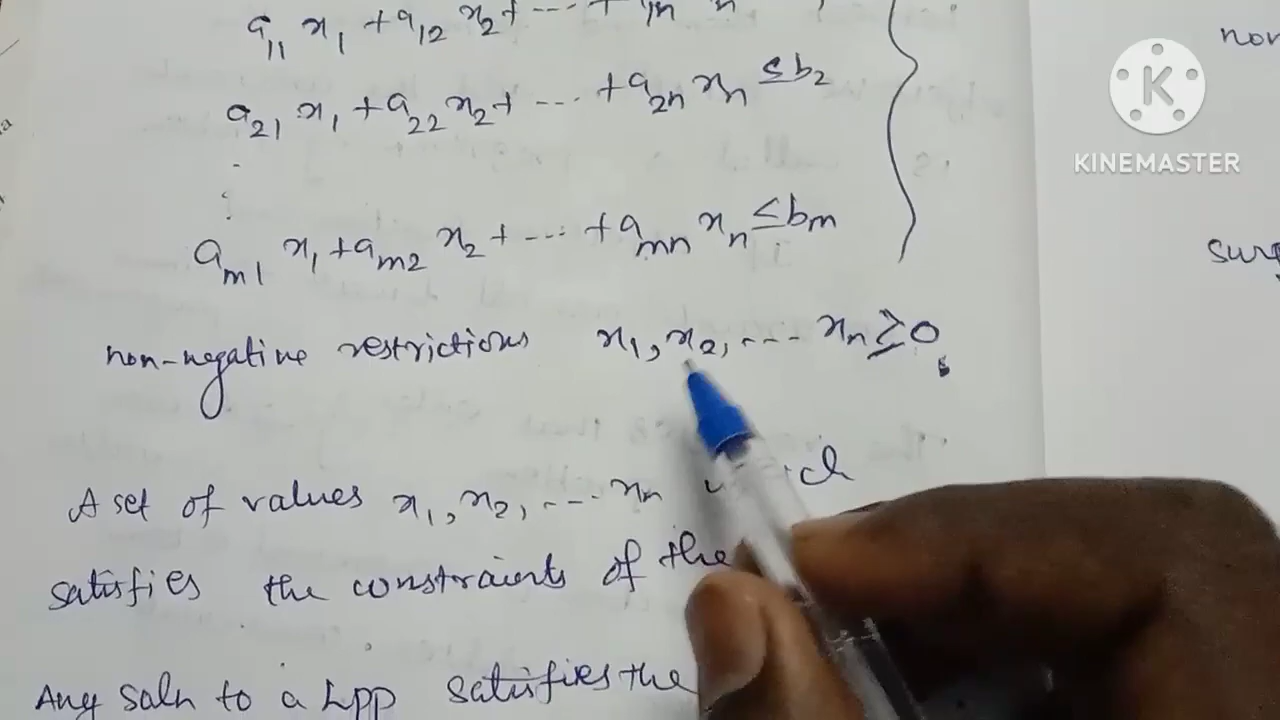 a11 x1 + a12 x2 + ---- +
a21 x1 + a22 x2 + --- + a2n xn ≤ b2
am1 x1 + am2 x2 + --- + amn xn ≤ bm
non-negative restrictions x1, x2, --- xn ≥ 0.
A set of values x1, x2, --- xn
satisfies the constraints of the
Any soln to a Lpp satisfies the
K
KINEMASTER